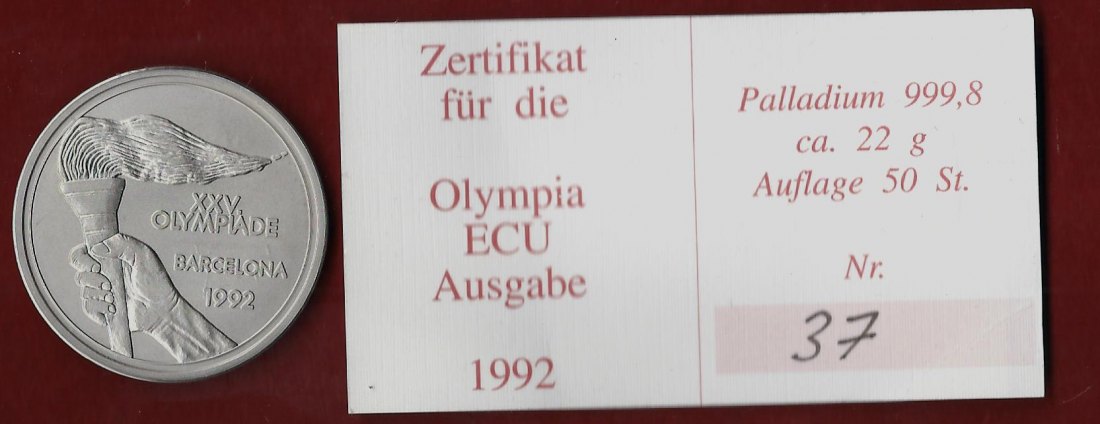 XXV.
OLYMPIADE
BARCELONA
1992
Zertifikat
für die
Olympia
ECU
Ausgabe
1992
Palladium 999,8
ca. 22 g
Auflage 50 St.
Nr.
37